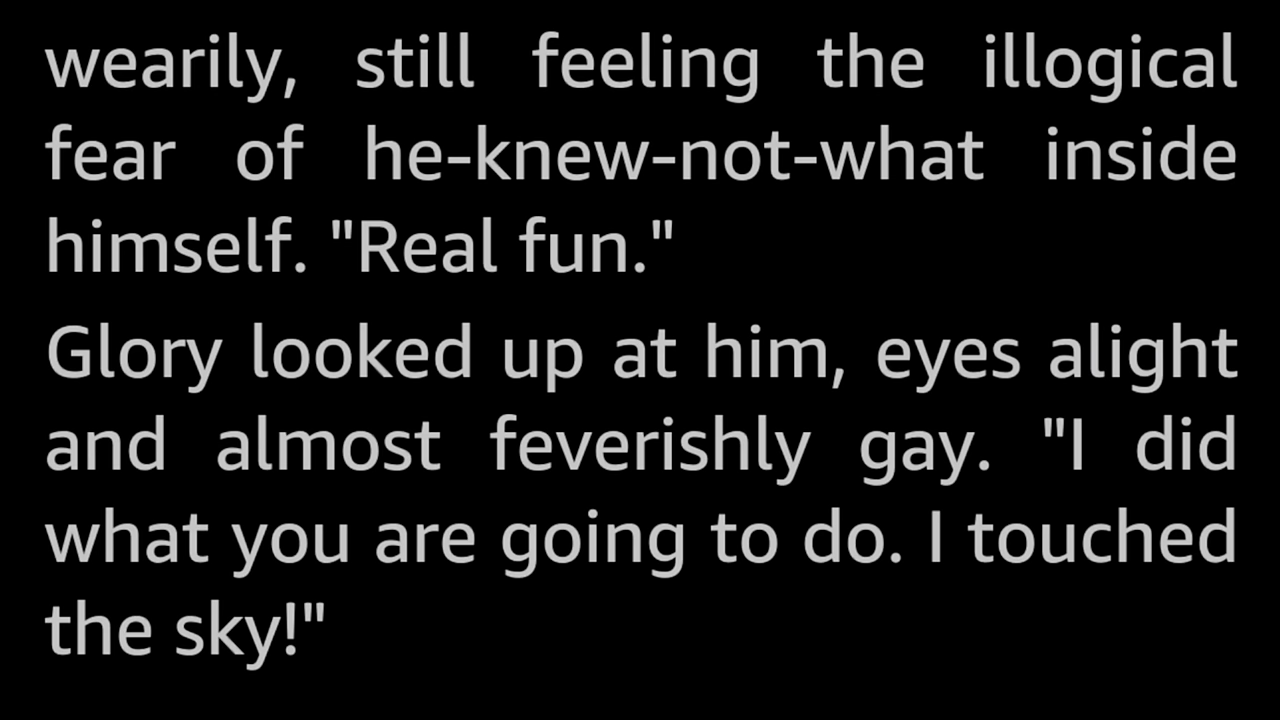 wearily, still feeling the illogical
fear of he-knew-not-what inside
himself. "Real fun."
Glory looked up at him, eyes alight
and almost feverishly gay. "I did
what you are going to do. I touched
the sky!"